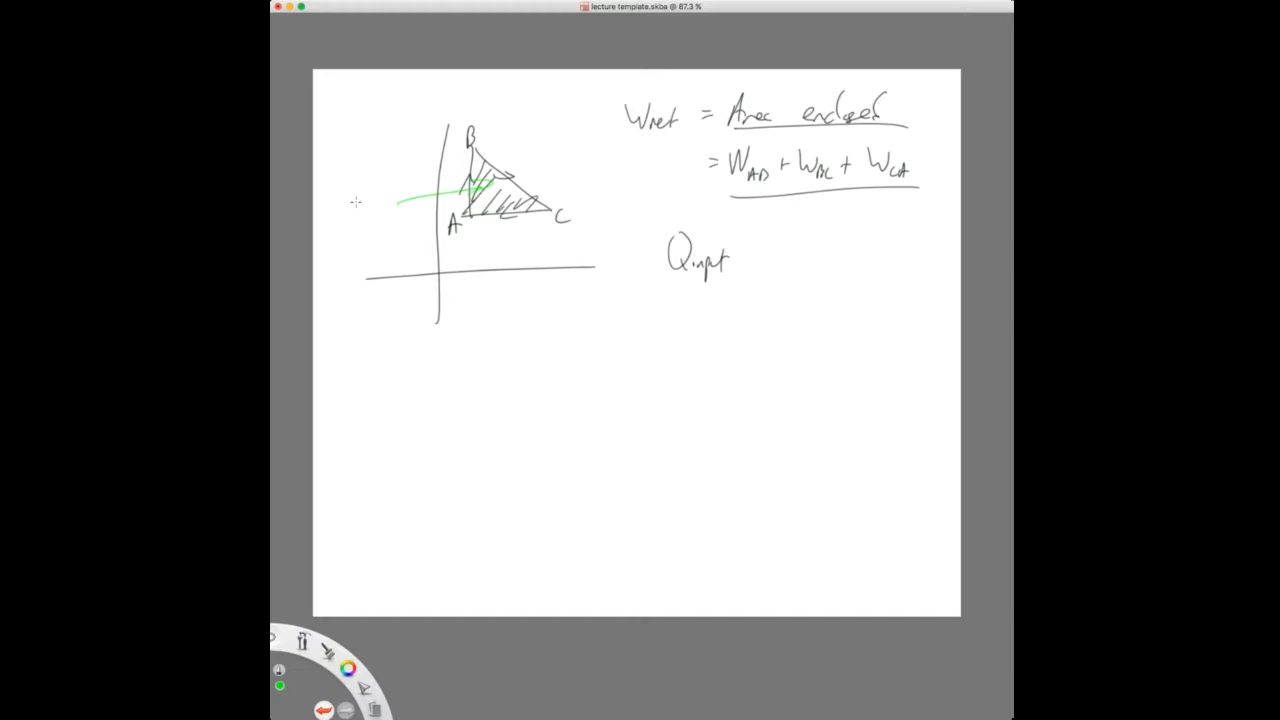 lecture template.skba @ 87.3 %
Wnet = Area enclosed
= WAB + WBC + WCA
B
A
C
Qinput